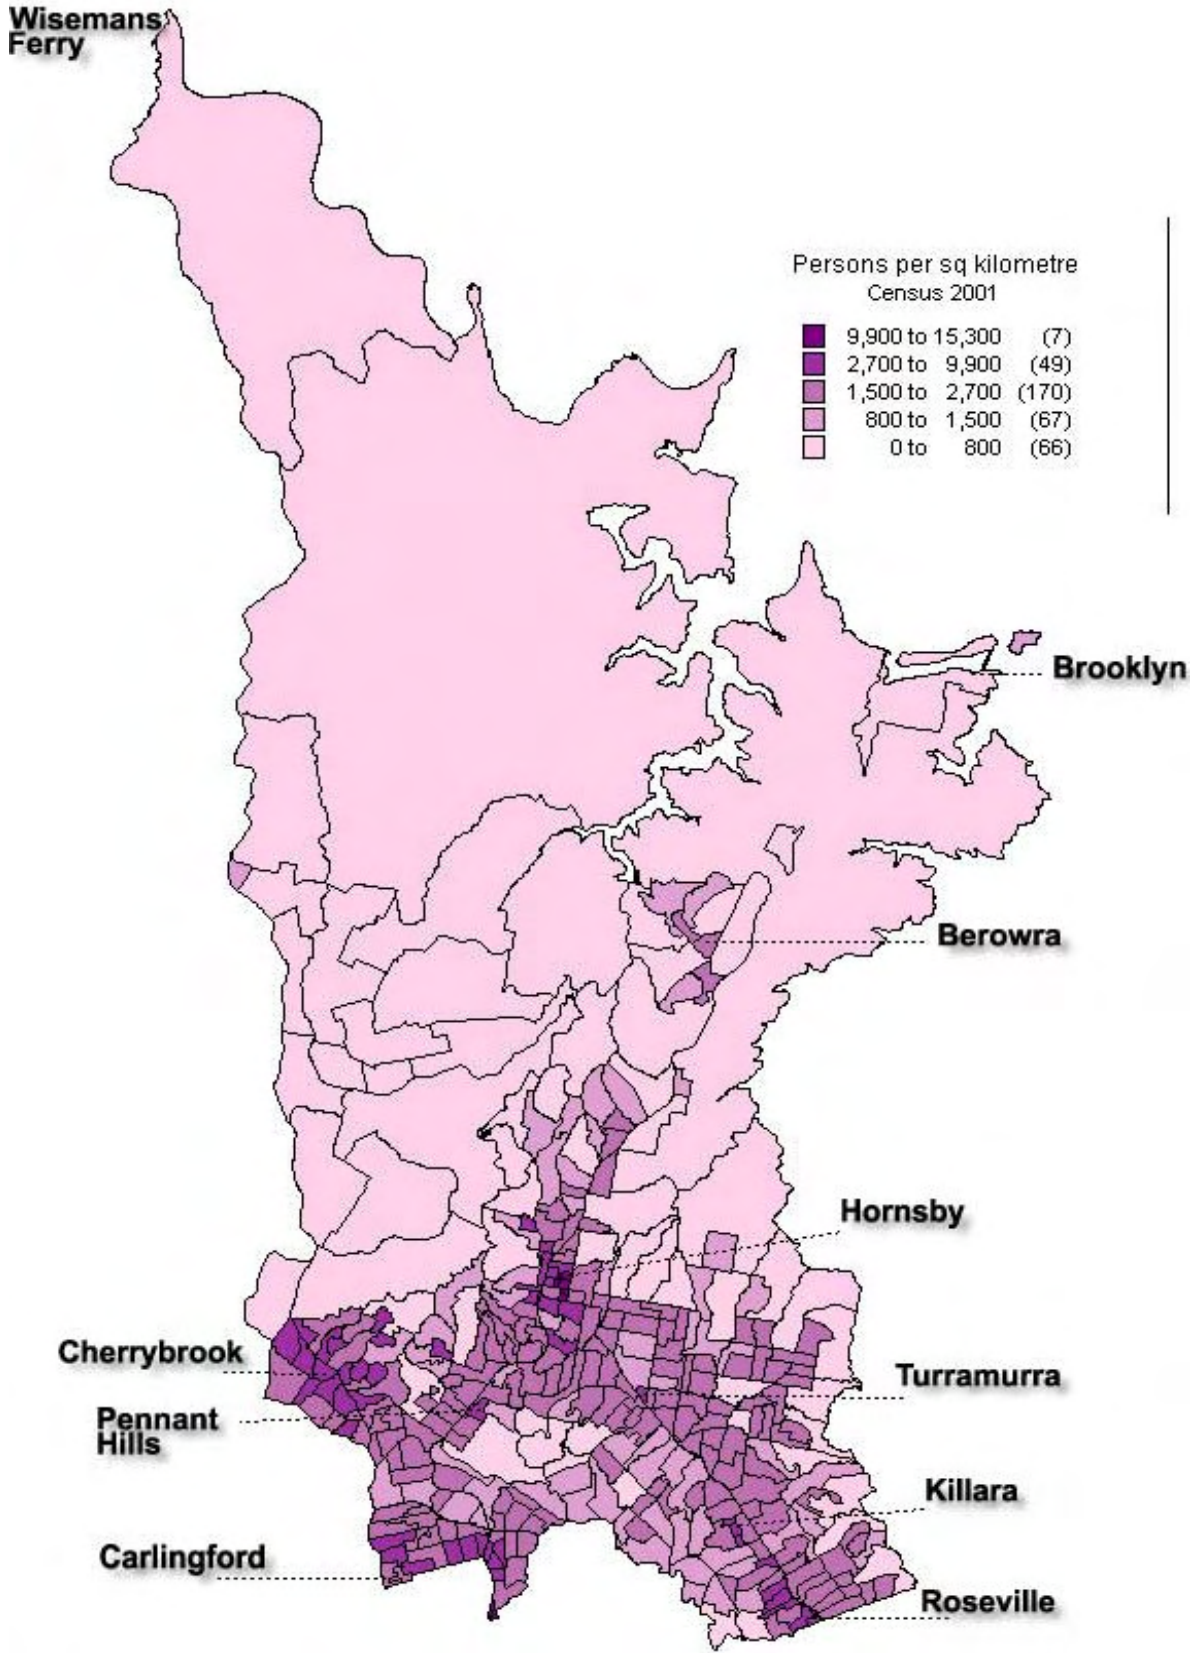 Wisemans
Ferry
Persons per sq kilometre
Census 2001
9,900 to 15,300 (7)
2,700 to 9,900 (49)
1,500 to 2,700 (170)
800 to 1,500 (67)
0 to 800 (66)
Brooklyn
Berowra
Hornsby
Cherrybrook
Turramurra
Pennant
Hills
Killara
Carlingford
Roseville